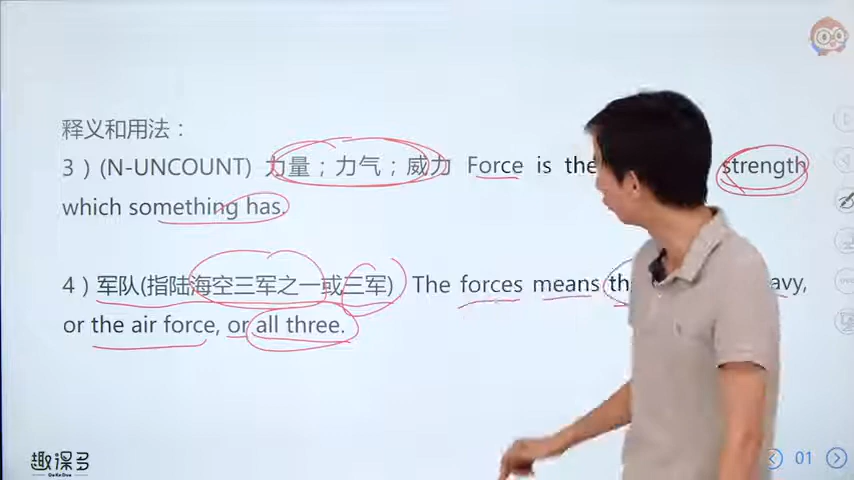 释义和用法：
3）(N-UNCOUNT) 力量；力气；威力 Force is the strength
which something has.
4）军队(指陆海空三军之一或三军) The forces means th avy,
or the air force, or all three.
趣课多
QuKeDuo
01